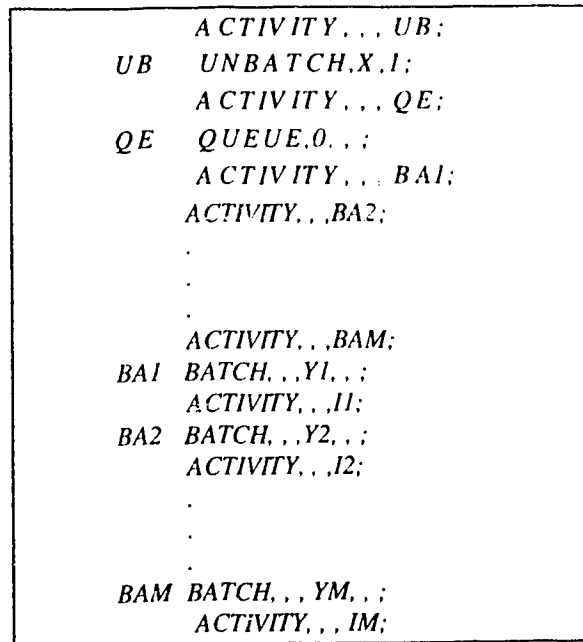 ACTIVITY,,, UB;
UB UNBATCH,X,1;
ACTIVITY,,, QE;
QE QUEUE,0,,;
ACTIVITY,,, BA1;
ACTIVITY,,,BA2;
.
.
.
ACTIVITY,,,BAM;
BA1 BATCH,,,Y1,,;
ACTIVITY,,,I1;
BA2 BATCH,,,Y2,,;
ACTIVITY,,,I2;
.
.
.
BAM BATCH,,, YM,,;
ACTIVITY,,, IM;